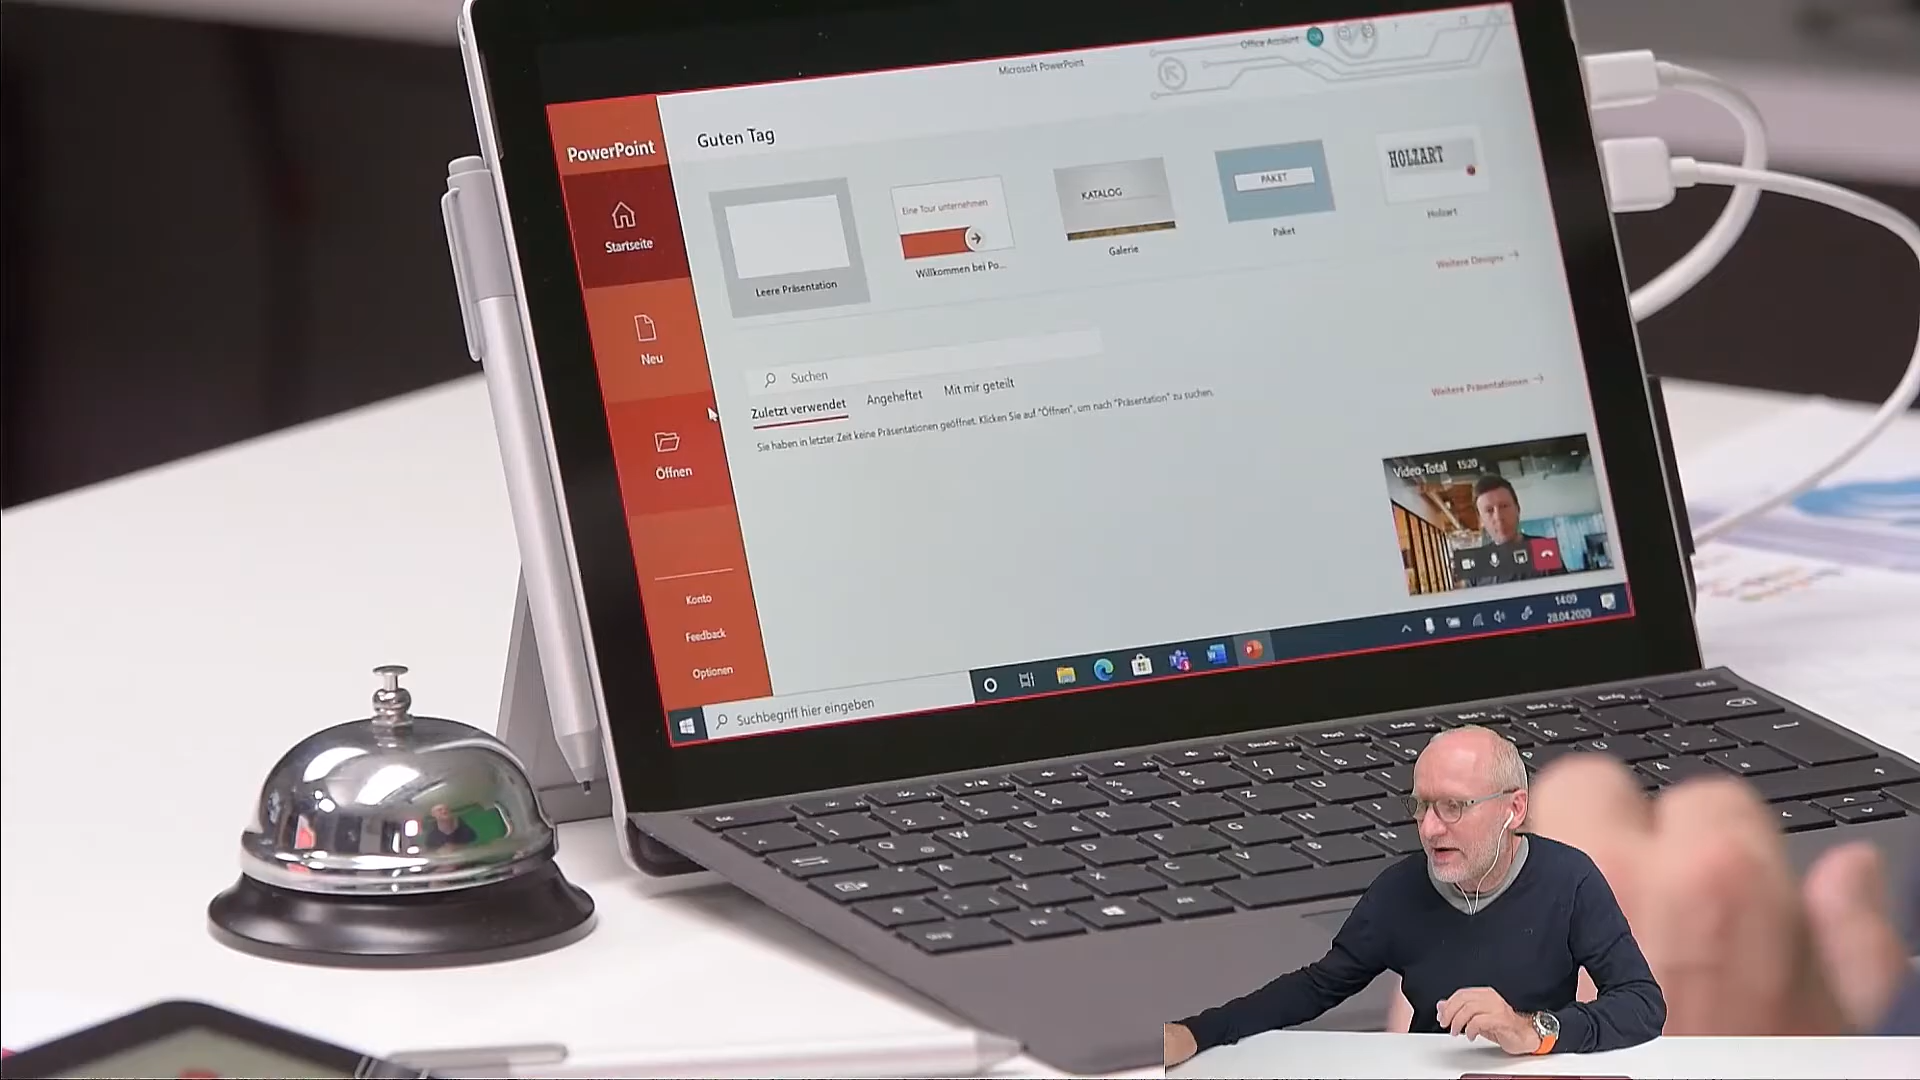 Microsoft PowerPoint
Office Account
PowerPoint
Guten Tag
Startseite
Neu
Öffnen
Konto
Feedback
Optionen
Leere Präsentation
Eine Tour unternehmen
Willkommen bei Po...
KATALOG
Galerie
PAKET
Paket
HOLZART
Holzart
Weitere Designs
Suchen
Zuletzt verwendet
Angeheftet
Mit mir geteilt
Sie haben in letzter Zeit keine Präsentationen geöffnet. Klicken Sie auf "Öffnen", um nach "Präsentation" zu suchen.
Weitere Präsentationen
Video-Total 15:20
Suchbegriff hier eingeben
14:09
28.04.2020